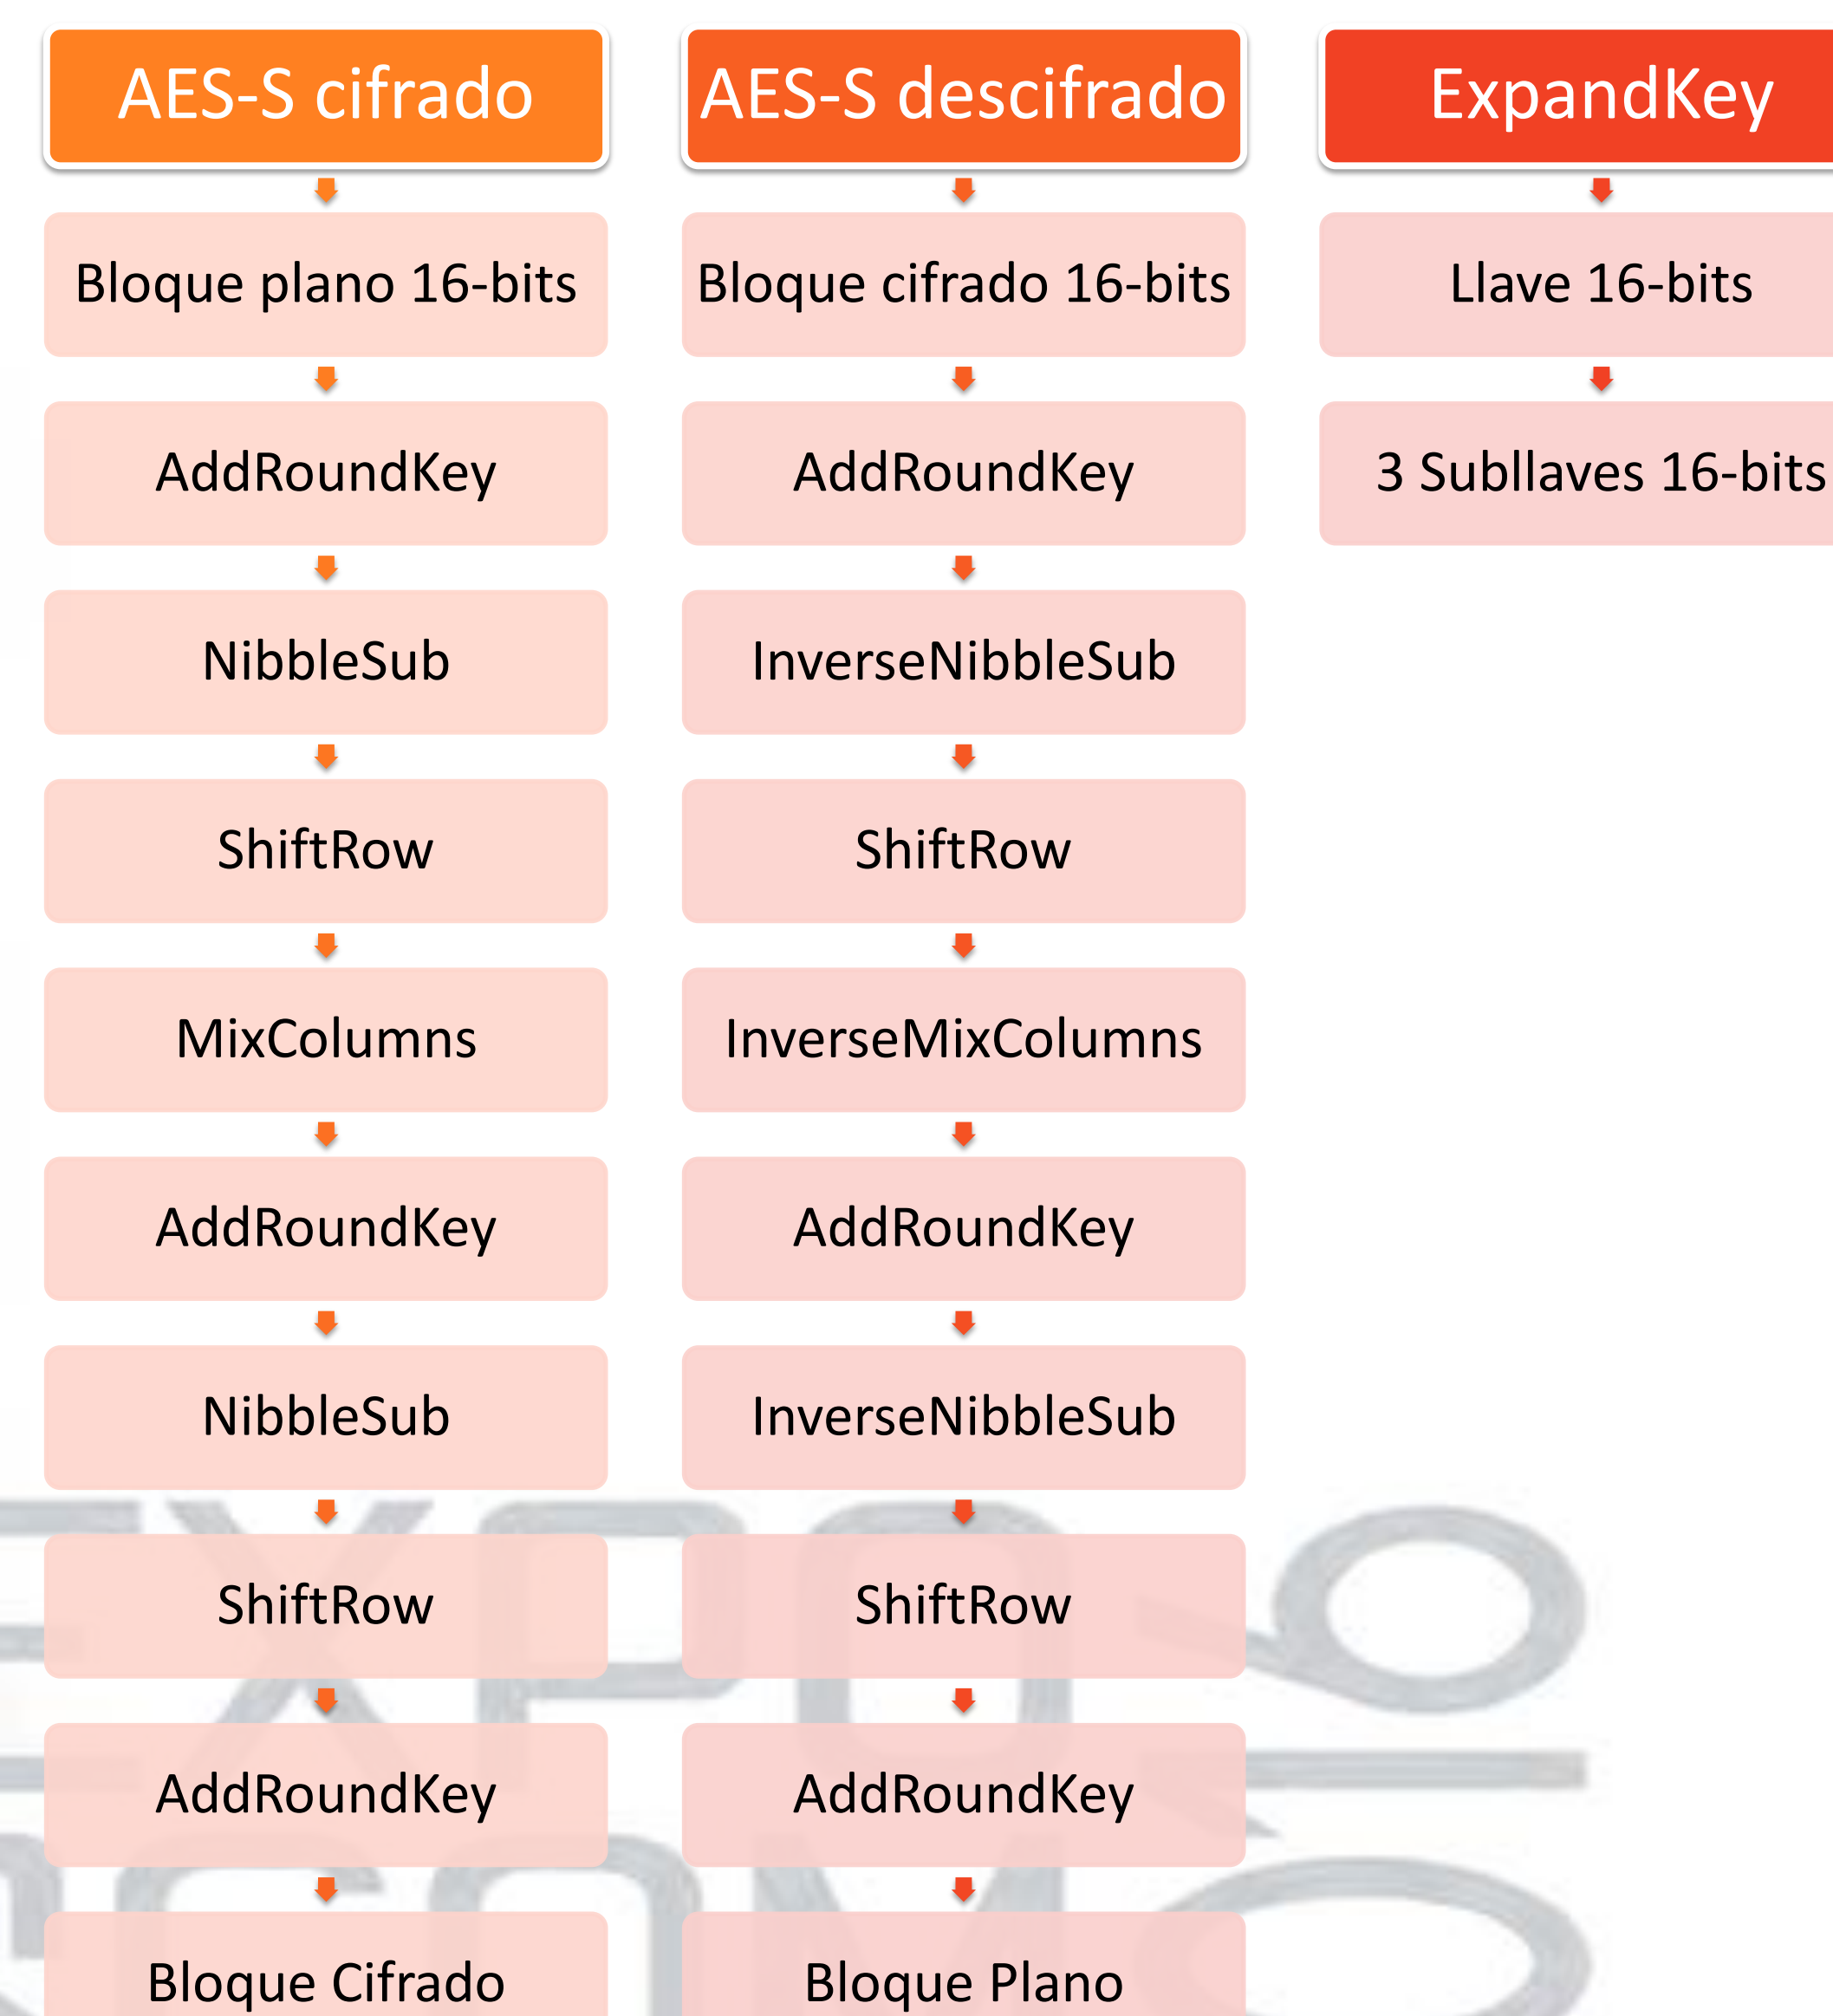 AES-S cifrado
Bloque plano 16-bits
AddRoundKey
NibbleSub
ShiftRow
MixColumns
AddRoundKey
NibbleSub
ShiftRow
AddRoundKey
Bloque Cifrado
AES-S descifrado
Bloque cifrado 16-bits
AddRoundKey
InverseNibbleSub
ShiftRow
InverseMixColumns
AddRoundKey
InverseNibbleSub
ShiftRow
AddRoundKey
Bloque Plano
ExpandKey
Llave 16-bits
3 Subllaves 16-bits
EXPO